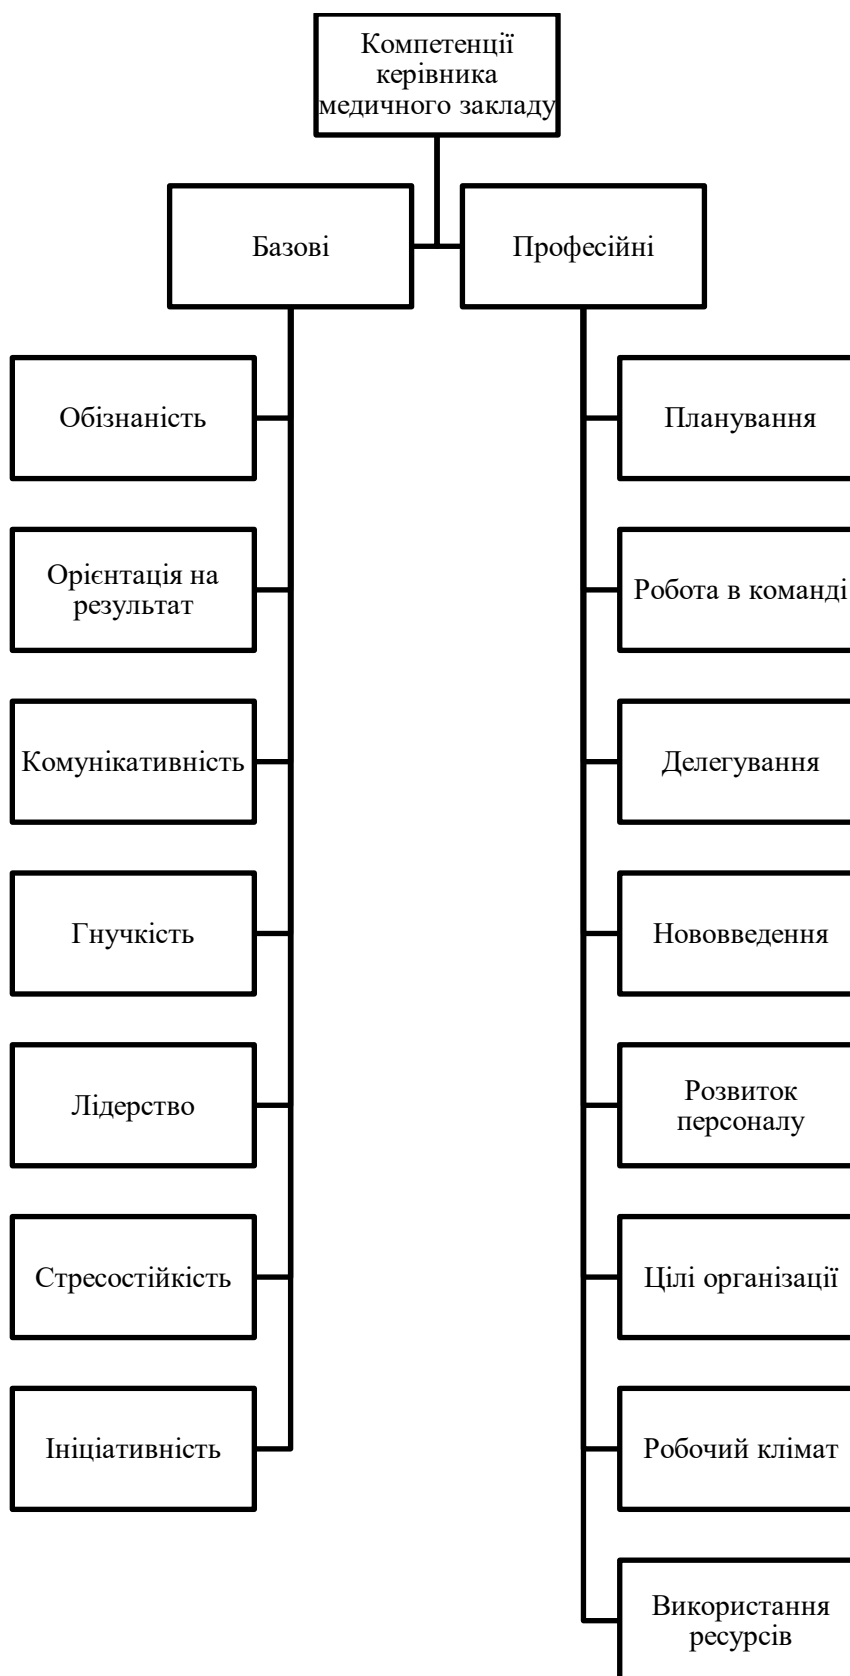 Компетенції
керівника
медичного закладу
Базові
Професійні
Обізнаність
Планування
Орієнтація на
результат
Робота в команді
Комунікативність
Делегування
Гнучкість
Нововведення
Лідерство
Розвиток
персоналу
Стресостійкість
Цілі організації
Ініціативність
Робочий клімат
Використання
ресурсів